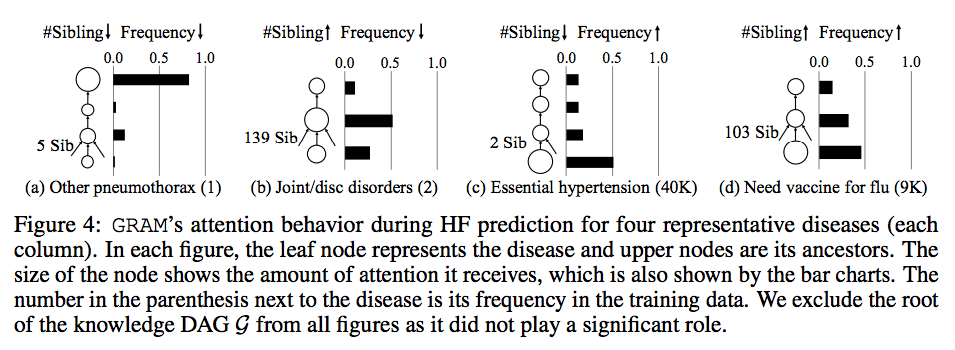 #Sibling↓ Frequency↓ #Sibling↑ Frequency↓ #Sibling↓ Frequency↑ #Sibling↑ Frequency↑
0.0 0.5 1.0 0.0 0.5 1.0 0.0 0.5 1.0 0.0 0.5 1.0
5 Sib 139 Sib 2 Sib 103 Sib
(a) Other pneumothorax (1) (b) Joint/disc disorders (2) (c) Essential hypertension (40K) (d) Need vaccine for flu (9K)
Figure 4: GRAM's attention behavior during HF prediction for four representative diseases (each
column). In each figure, the leaf node represents the disease and upper nodes are its ancestors. The
size of the node shows the amount of attention it receives, which is also shown by the bar charts. The
number in the parenthesis next to the disease is its frequency in the training data. We exclude the root
of the knowledge DAG 𝒢 from all figures as it did not play a significant role.